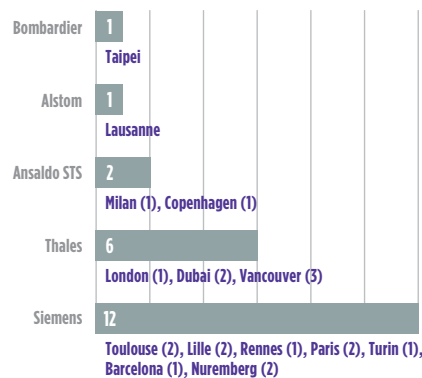 Bombardier
1
Taipei
Alstom
1
Lausanne
Ansaldo STS
2
Milan (1), Copenhagen (1)
Thales
6
London (1), Dubai (2), Vancouver (3)
Siemens
12
Toulouse (2), Lille (2), Rennes (1), Paris (2), Turin (1),
Barcelona (1), Nuremberg (2)